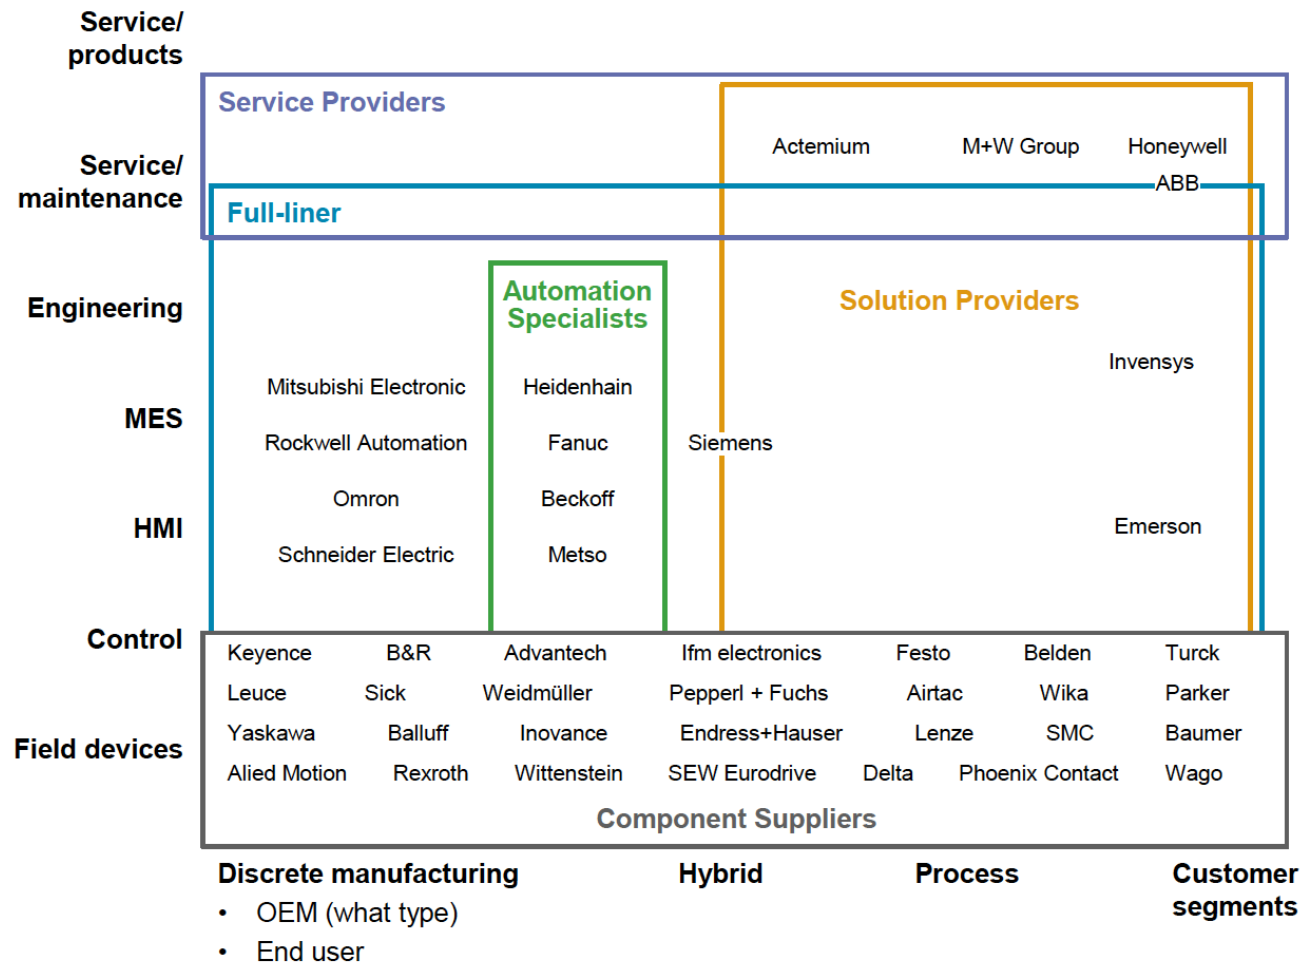 Service/
products
Service Providers
Actemium M+W Group Honeywell
Service/
maintenance
ABB
Full-liner
Automation
Specialists
Engineering
Solution Providers
Invensys
Mitsubishi Electronic Heidenhain
MES
Rockwell Automation Fanuc Siemens
Omron Beckoff
HMI
Emerson
Schneider Electric Metso
Control
Keyence B&R Advantech Ifm electronics Festo Belden Turck
Leuce Sick Weidmüller Pepperl + Fuchs Airtac Wika Parker
Yaskawa Balluff Inovance Endress+Hauser Lenze SMC Baumer
Field devices
Alied Motion Rexroth Wittenstein SEW Eurodrive Delta Phoenix Contact Wago
Component Suppliers
Discrete manufacturing Hybrid Process Customer
segments
• OEM (what type)
• End user